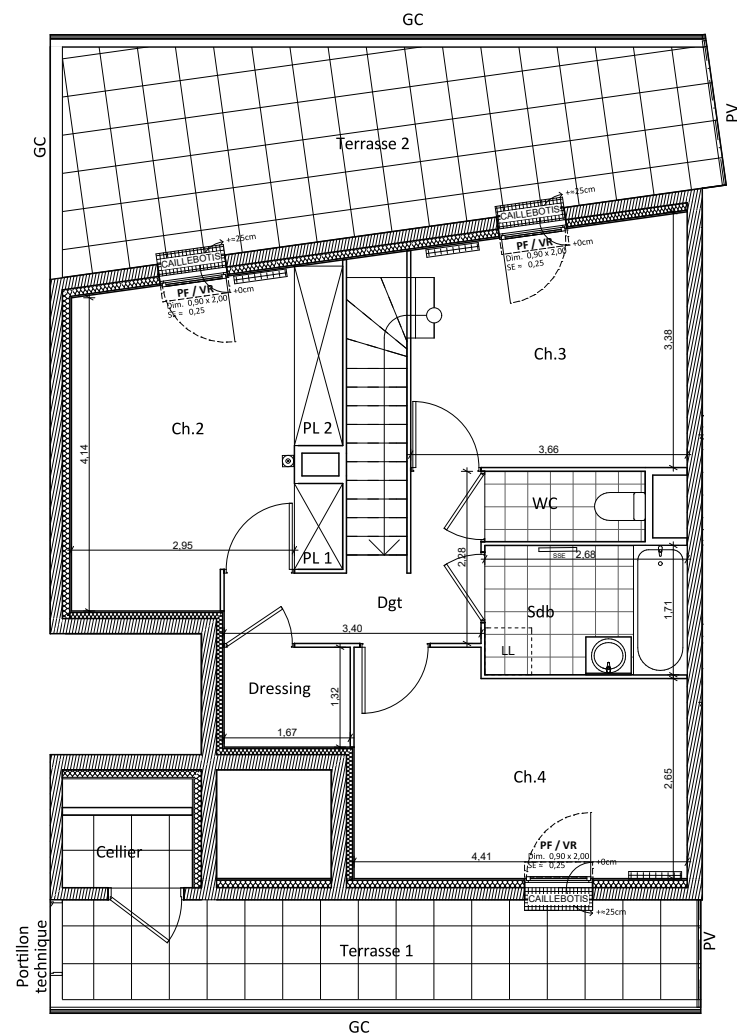 GC
GC
PV
Terrasse 2
+≈25cm
CAILLEBOTIS
+0cm
PF / VR
Dim. 0,90 x 2,00
SE = 0,25
+≈25cm
CAILLEBOTIS
+0cm
PF / VR
Dim. 0,90 x 2,00
SE = 0,25
Ch.3
3,38
3,66
Ch.2
4,14
2,95
PL 2
PL 1
WC
2,28
SSE
2,68
Sdb
1,71
LL
Dgt
3,40
Dressing
1,32
1,67
Ch.4
2,65
4,41
PF / VR
Dim. 0,90 x 2,00
SE = 0,25
+0cm
CAILLEBOTIS
+≈25cm
Cellier
Portillon
technique
Terrasse 1
PV
GC